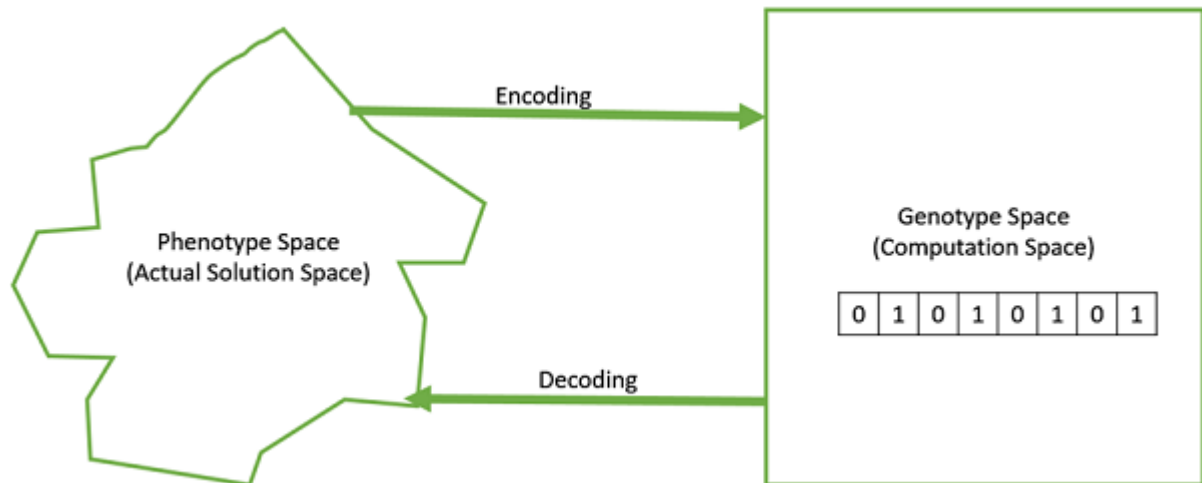 Encoding
Phenotype Space
(Actual Solution Space)
Genotype Space
(Computation Space)
0 1 0 1 0 1 0 1
Decoding